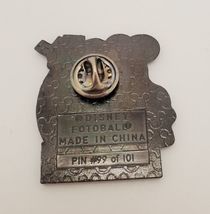 ©DISNEY
FOTOBALL®
MADE IN CHINA
PIN #99 of 101